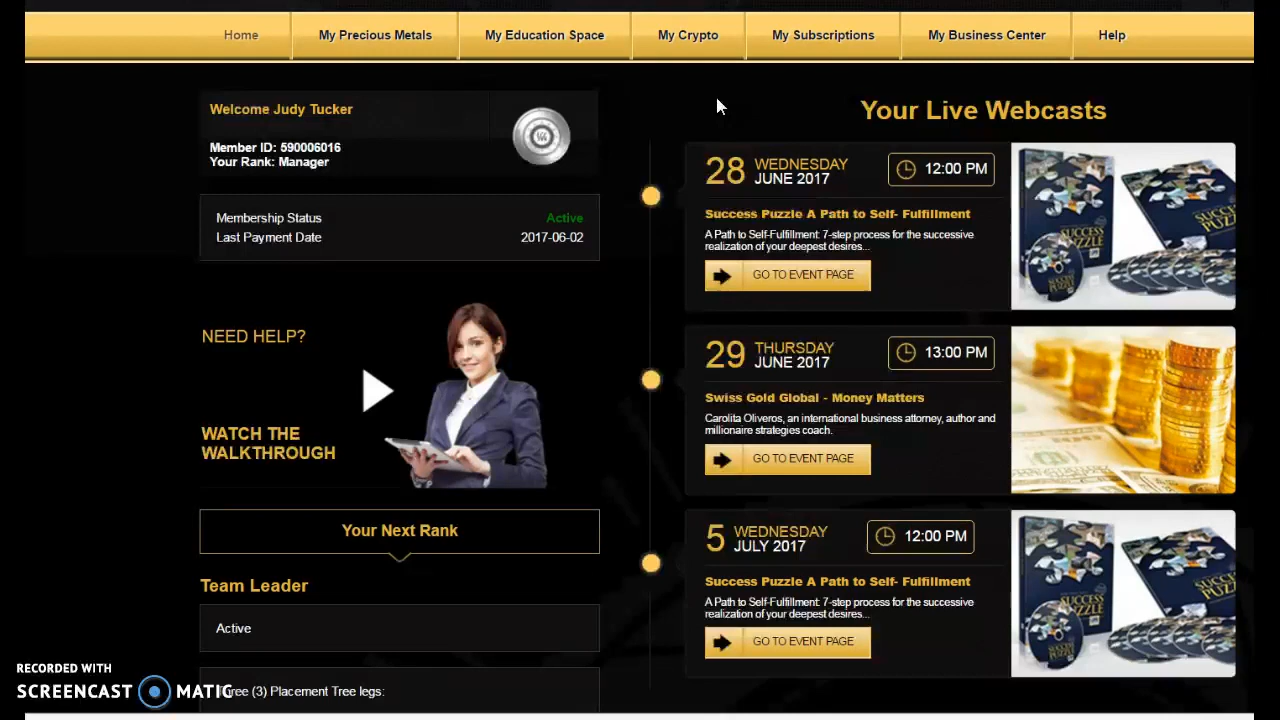 Home
My Precious Metals
My Education Space
My Crypto
My Subscriptions
My Business Center
Help
Welcome Judy Tucker
Member ID: 590006016
Your Rank: Manager
Membership Status Active
Last Payment Date 2017-06-02
NEED HELP?
WATCH THE
WALKTHROUGH
Your Next Rank
Team Leader
Active
(3) Placement Tree legs:
Your Live Webcasts
28 WEDNESDAY
JUNE 2017
12:00 PM
Success Puzzle A Path to Self- Fulfillment
A Path to Self-Fulfillment: 7-step process for the successive
realization of your deepest desires...
GO TO EVENT PAGE
SUCCESS
PUZZLE
29 THURSDAY
JUNE 2017
13:00 PM
Swiss Gold Global - Money Matters
Carolita Oliveros, an international business attorney, author and
millionaire strategies coach.
GO TO EVENT PAGE
5 WEDNESDAY
JULY 2017
12:00 PM
Success Puzzle A Path to Self- Fulfillment
A Path to Self-Fulfillment: 7-step process for the successive
realization of your deepest desires...
GO TO EVENT PAGE
SUCCESS
PUZZLE
RECORDED WITH
SCREENCAST MATIC